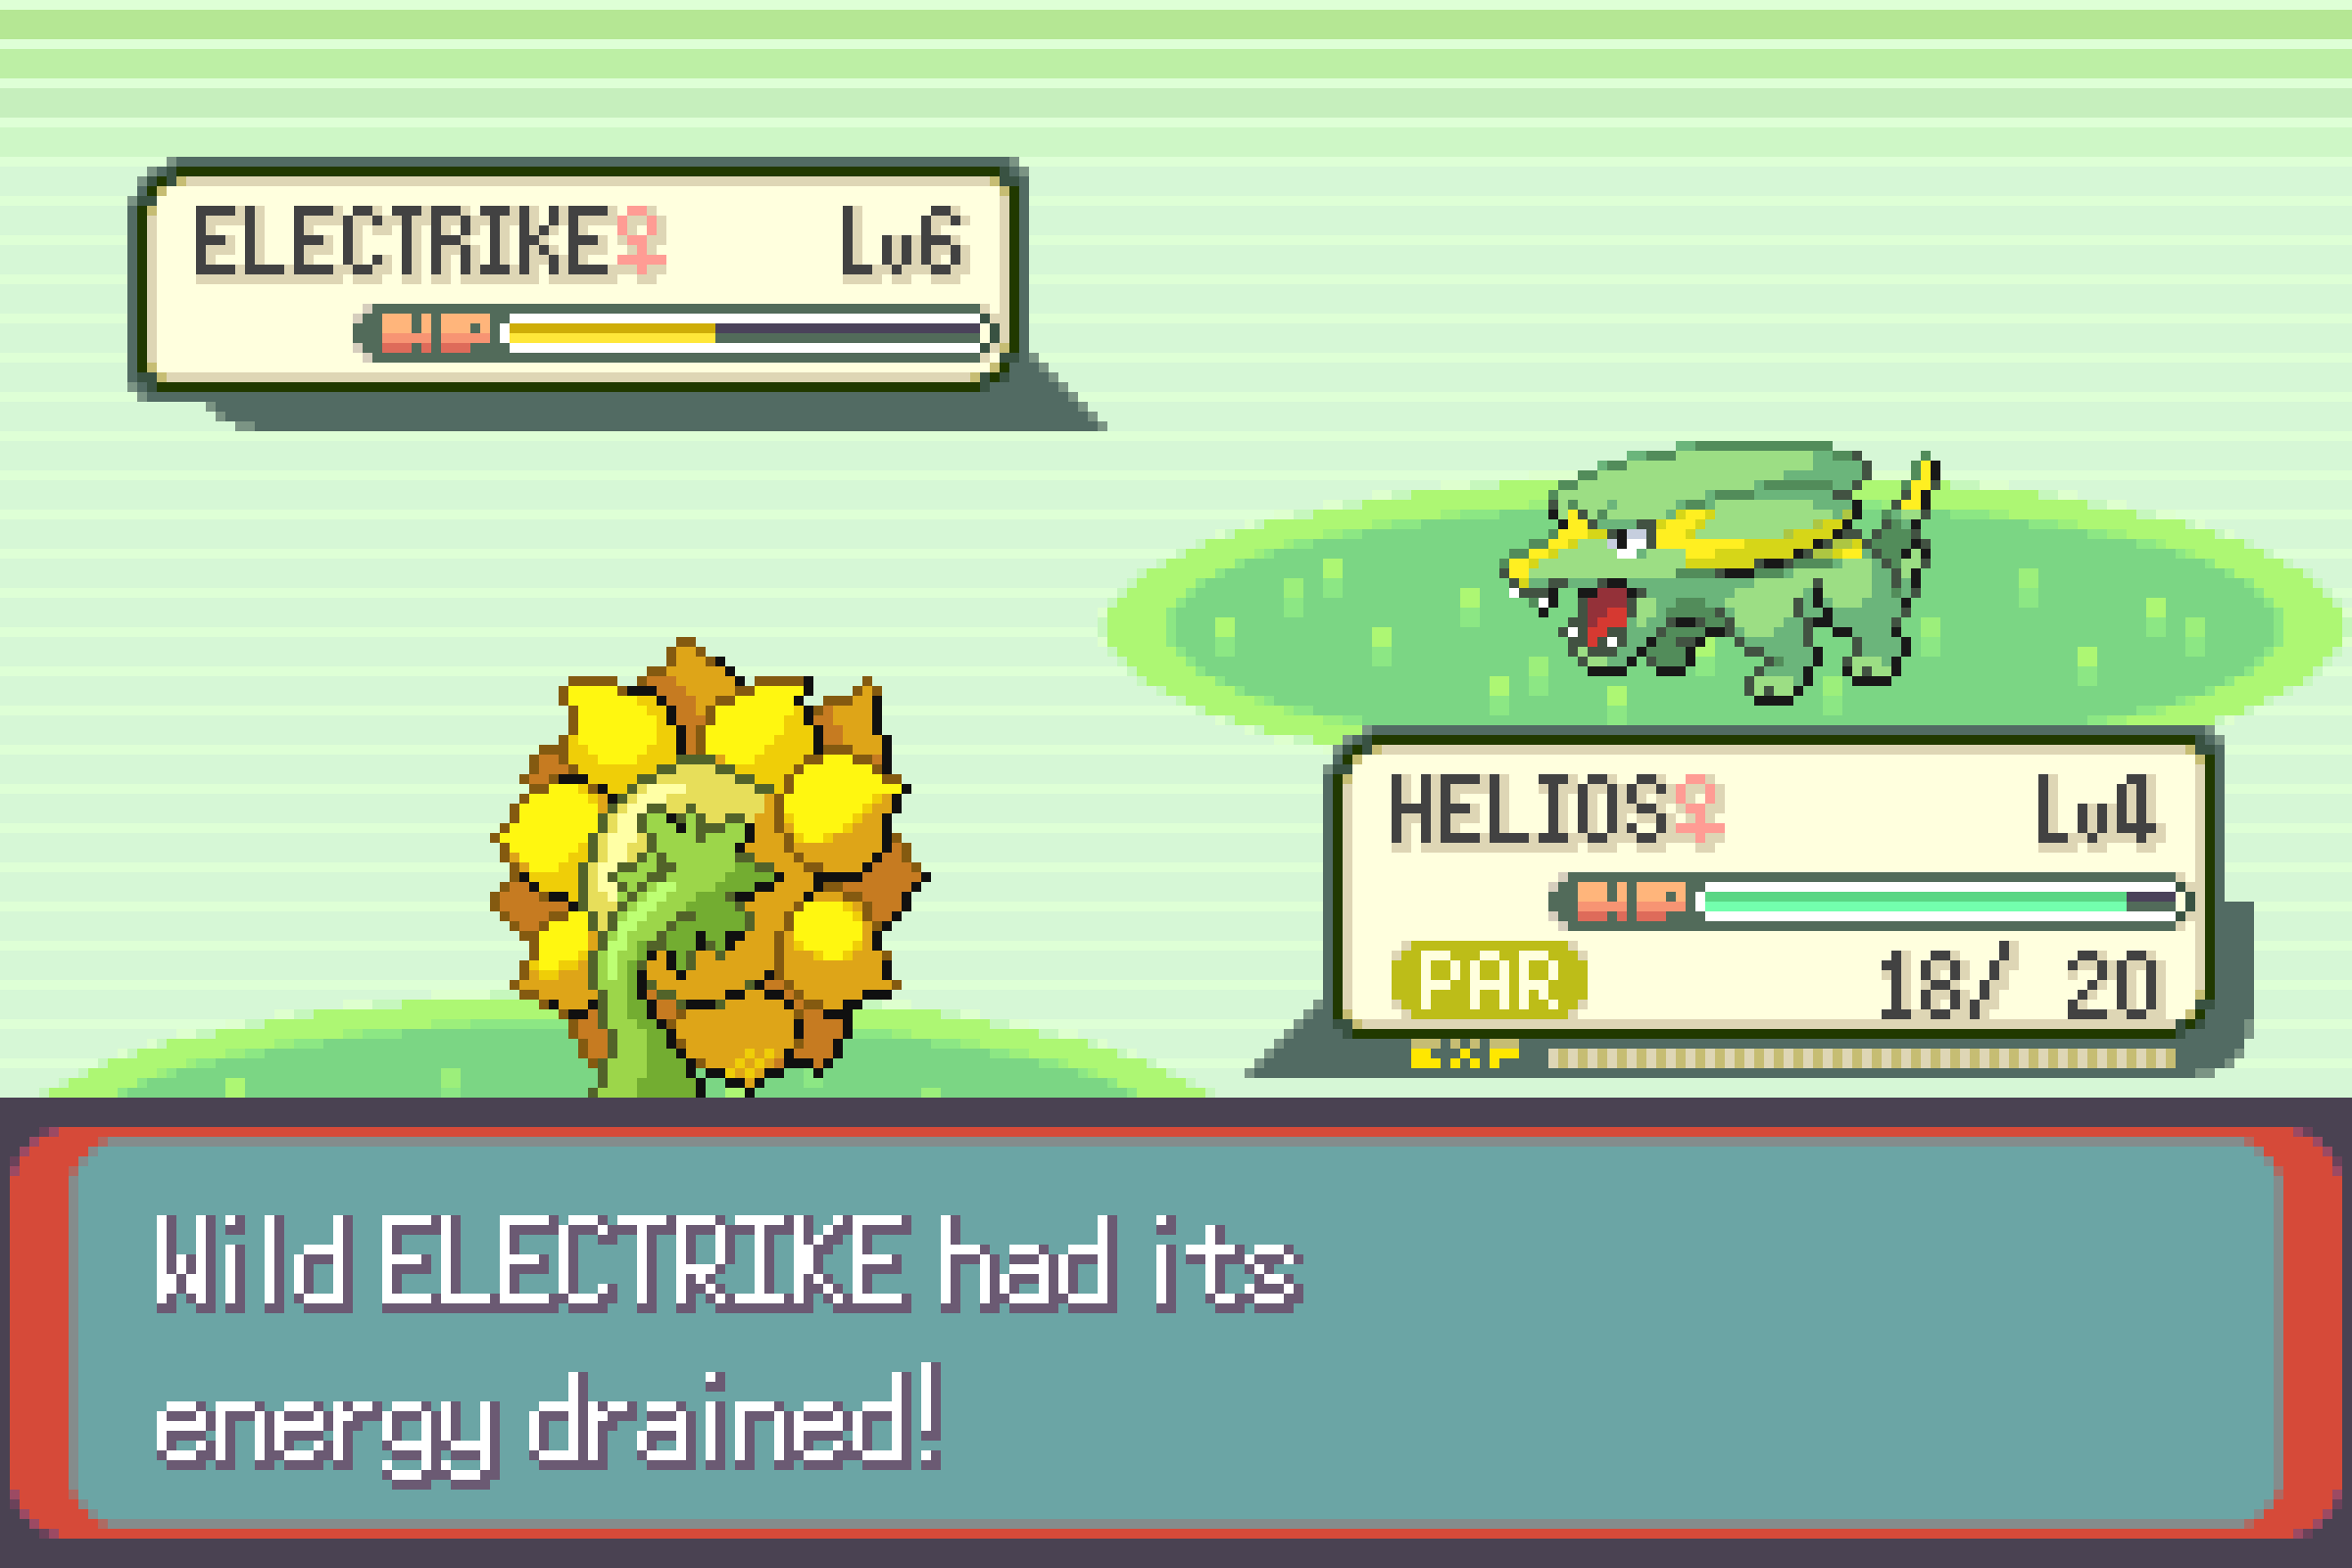 ELECTRIKE♀ Lv6
HP
HELIOS♀ Lv4
HP
PAR 18/ 20
EXP
Wild ELECTRIKE had its
energy drained!